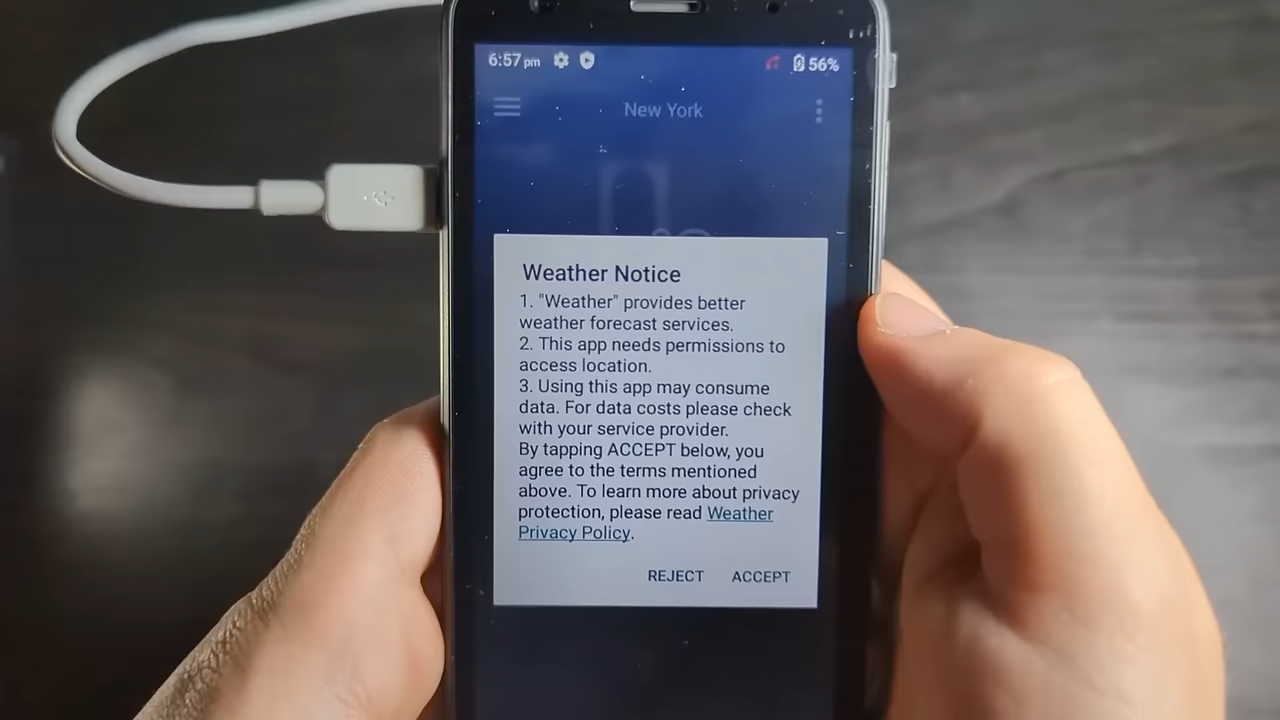 6:57 pm 56%
New York
Weather Notice
1. "Weather" provides better
weather forecast services.
2. This app needs permissions to
access location.
3. Using this app may consume
data. For data costs please check
with your service provider.
By tapping ACCEPT below, you
agree to the terms mentioned
above. To learn more about privacy
protection, please read Weather
Privacy Policy.
REJECT ACCEPT